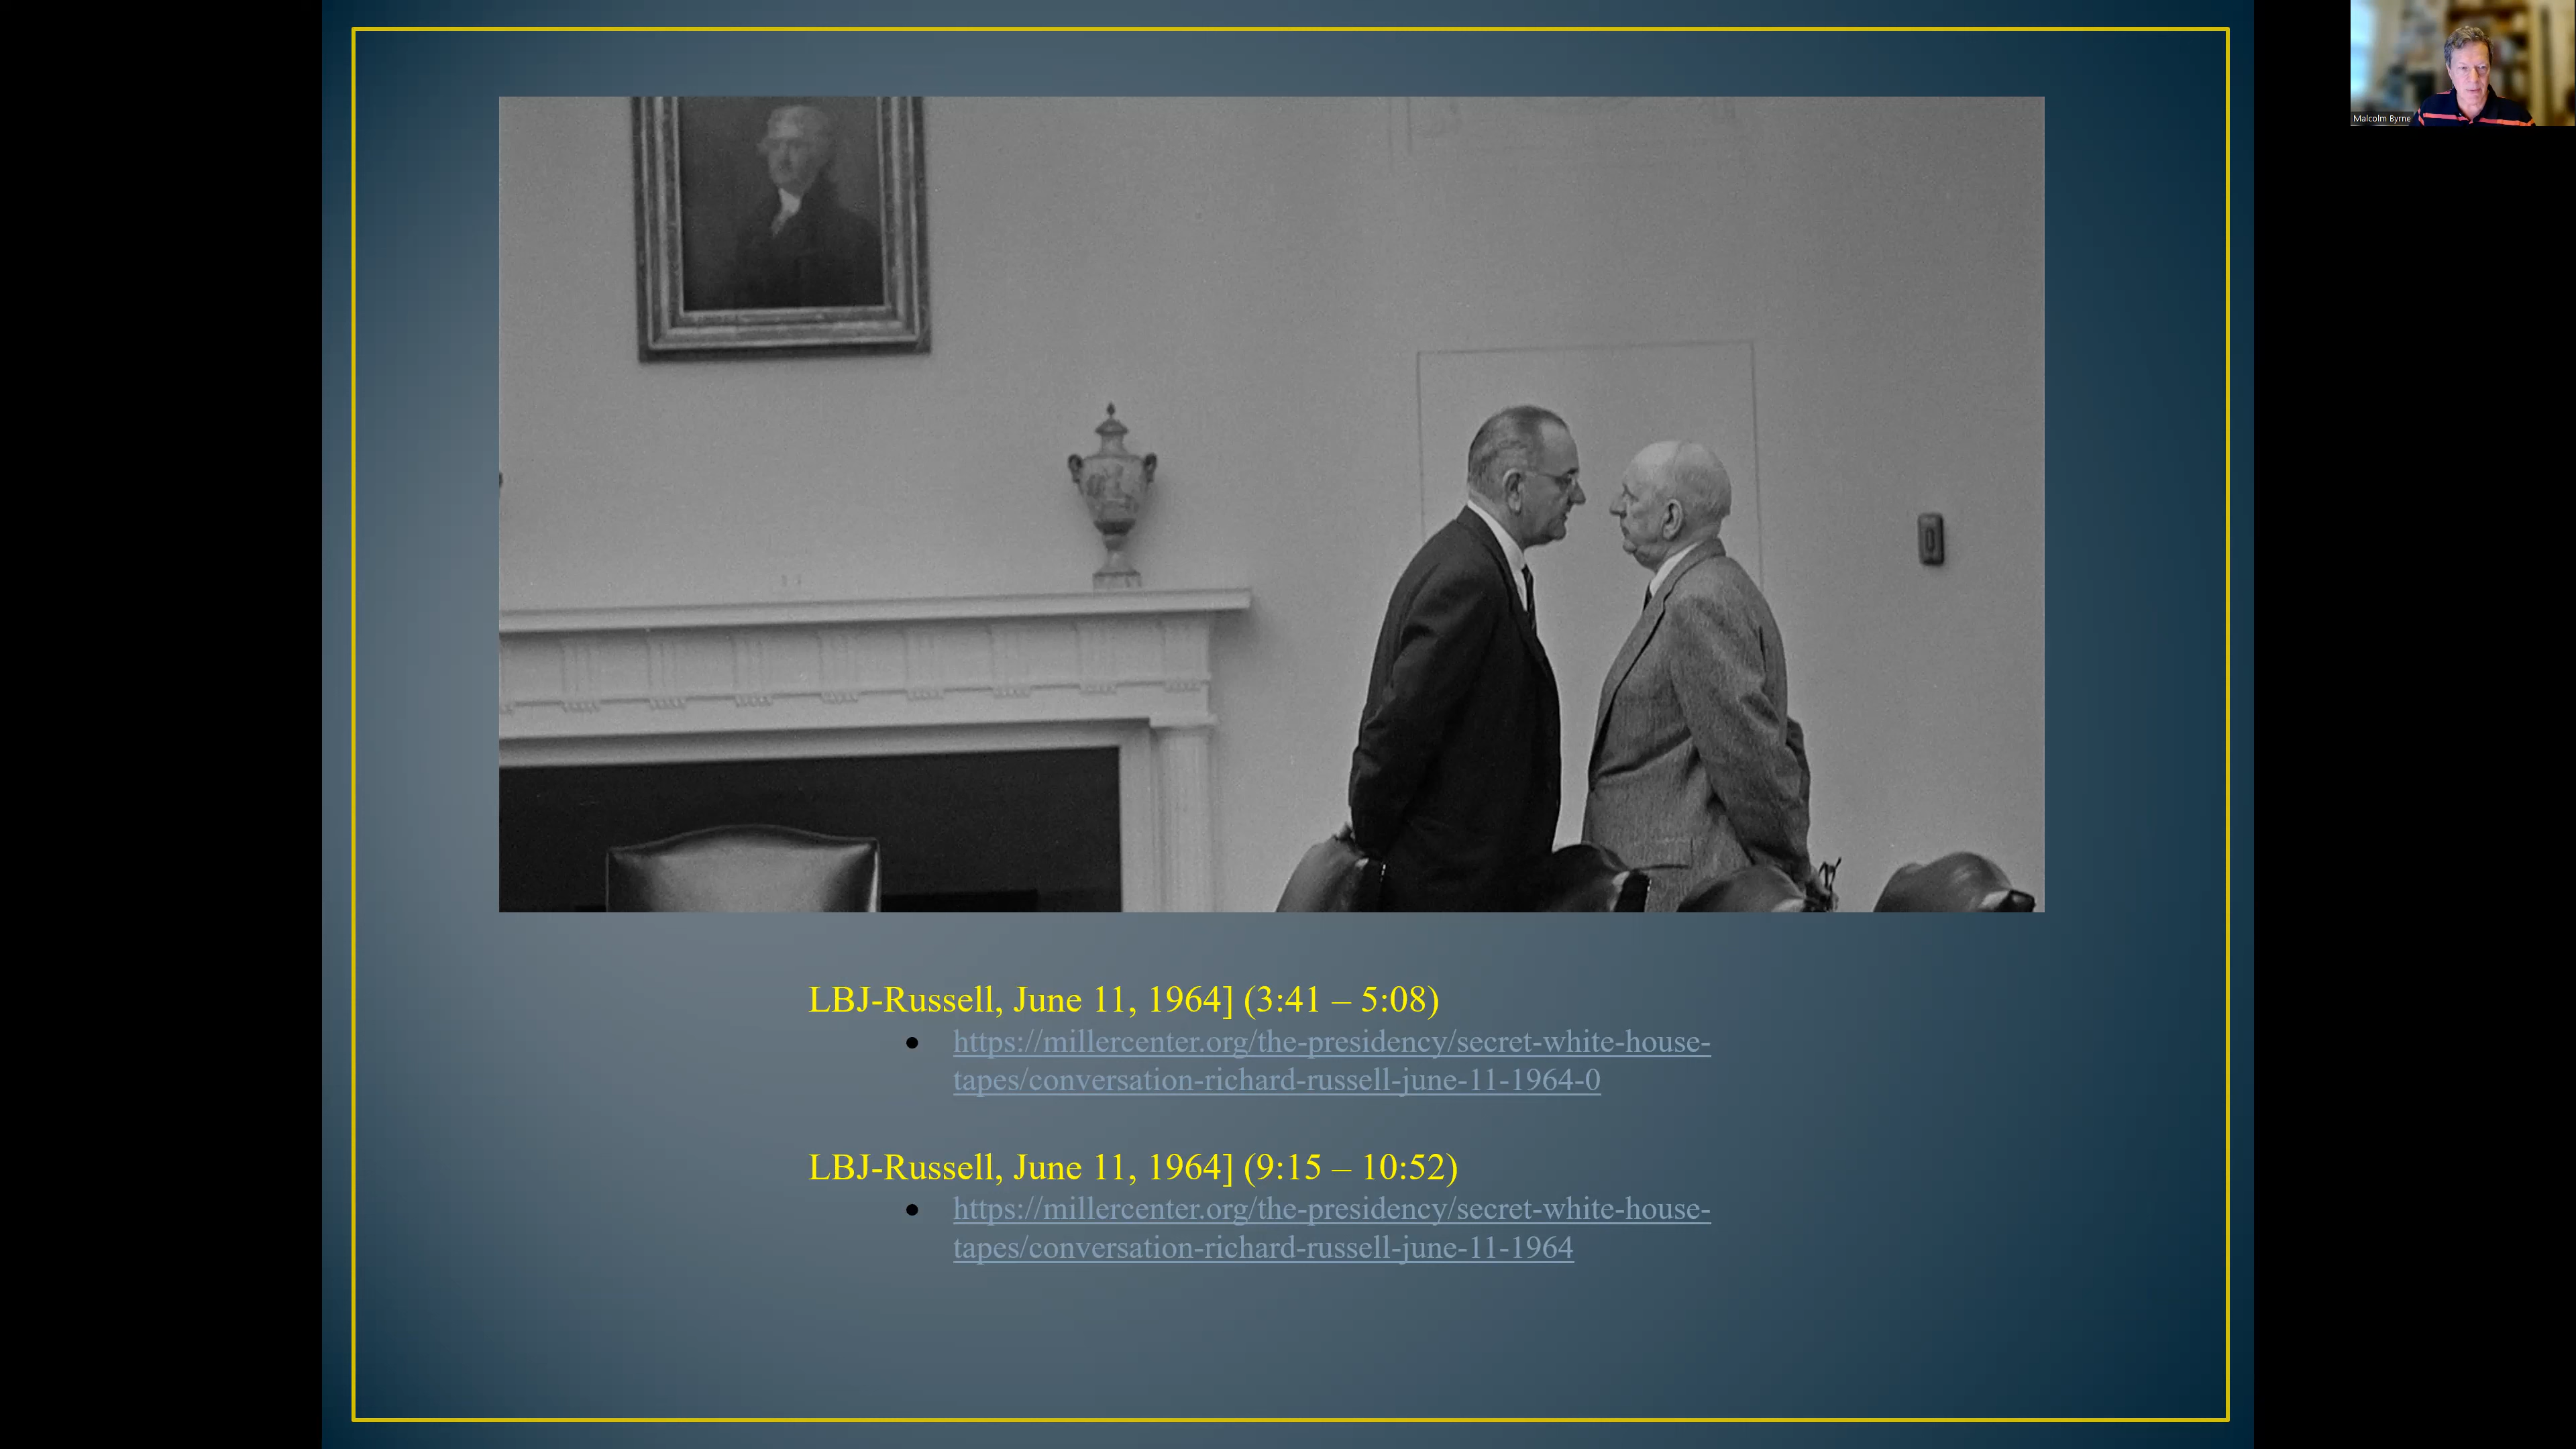 Malcolm Byrne
LBJ-Russell, June 11, 1964] (3:41 – 5:08)
● https://millercenter.org/the-presidency/secret-white-house-
tapes/conversation-richard-russell-june-11-1964-0
LBJ-Russell, June 11, 1964] (9:15 – 10:52)
● https://millercenter.org/the-presidency/secret-white-house-
tapes/conversation-richard-russell-june-11-1964